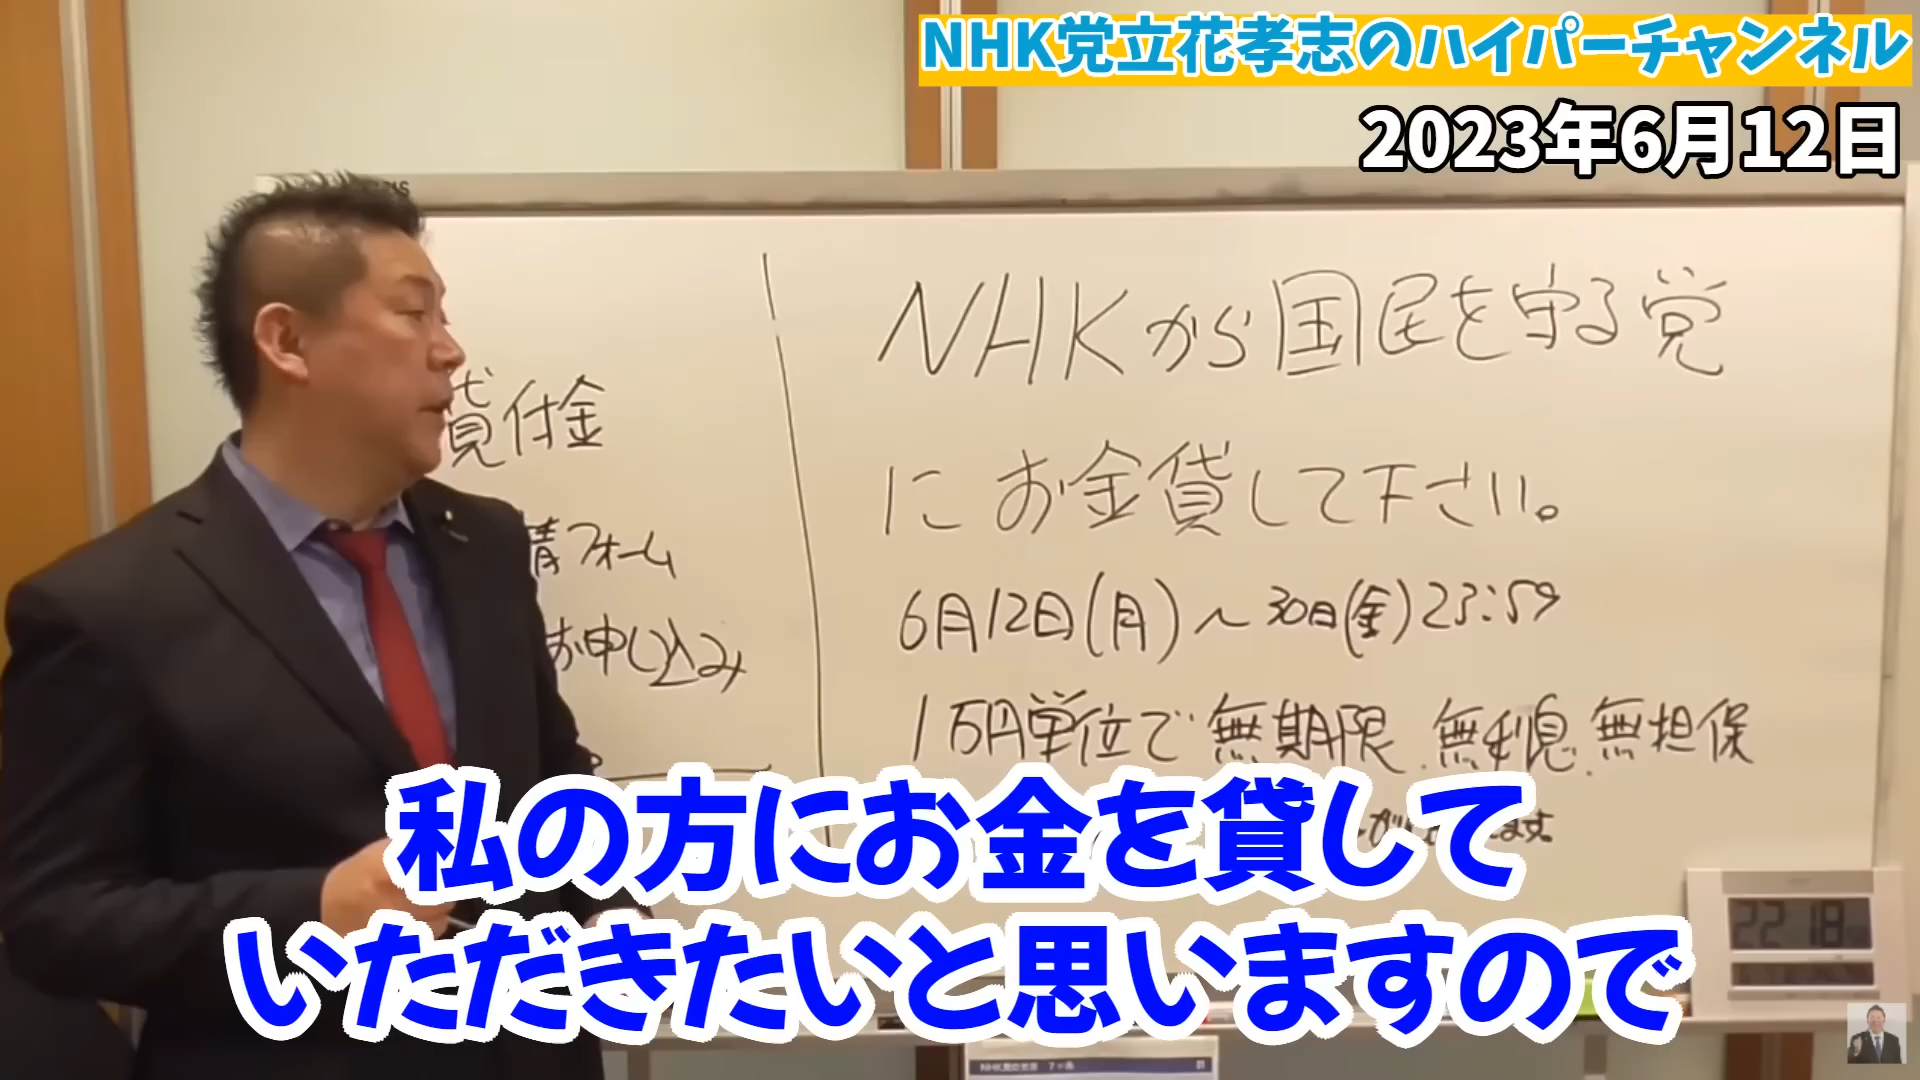 NHK党立花孝志のハイパーチャンネル
2023年6月12日
貸付金
フォーム
お申し込み
NHKから国民を守る党
にお金貸して下さい。
6月12日(月)～30日(金)23:59
1万円単位で無期限.無利息.無担保
ます。
私の方にお金を貸して
いただきたいと思いますので
22 18